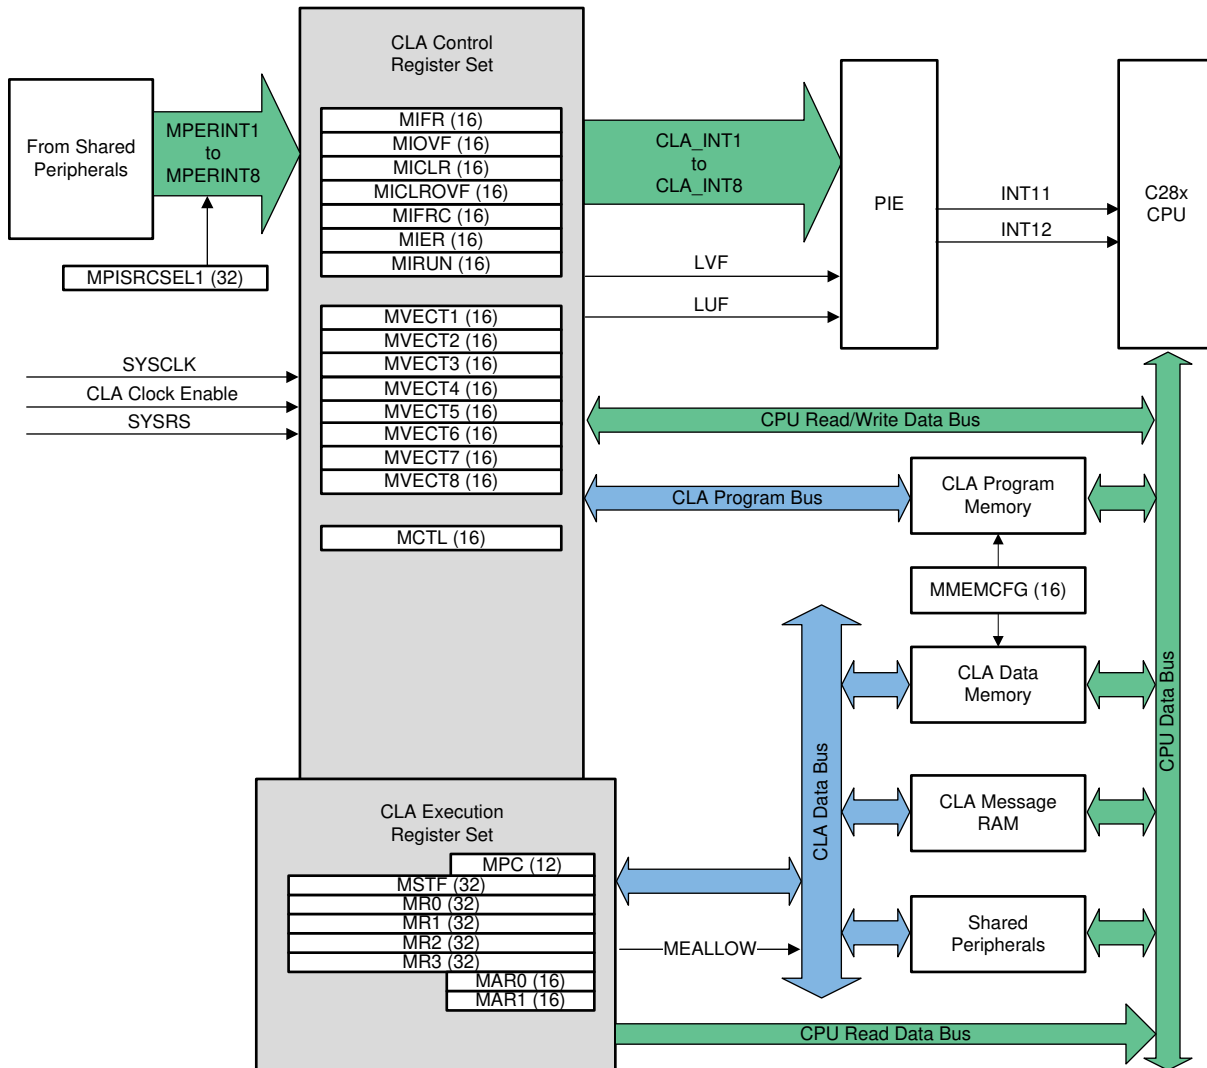 CLA Control
Register Set
From Shared
Peripherals
MPERINT1
to
MPERINT8
MPISRCSEL1 (32)
MIFR (16)
MIOVF (16)
MICLR (16)
MICLROVF (16)
MIFRC (16)
MIER (16)
MIRUN (16)
CLA_INT1
to
CLA_INT8
LVF
LUF
PIE
INT11
INT12
C28x
CPU
SYSCLK
CLA Clock Enable
SYSRS
MVECT1 (16)
MVECT2 (16)
MVECT3 (16)
MVECT4 (16)
MVECT5 (16)
MVECT6 (16)
MVECT7 (16)
MVECT8 (16)
MCTL (16)
CPU Read/Write Data Bus
CLA Program Bus
CLA Program
Memory
MMEMCFG (16)
CLA Data
Memory
CLA Message
RAM
Shared
Peripherals
CLA Data Bus
CPU Data Bus
CLA Execution
Register Set
MPC (12)
MSTF (32)
MR0 (32)
MR1 (32)
MR2 (32)
MR3 (32)
MAR0 (16)
MAR1 (16)
MEALLOW
CPU Read Data Bus